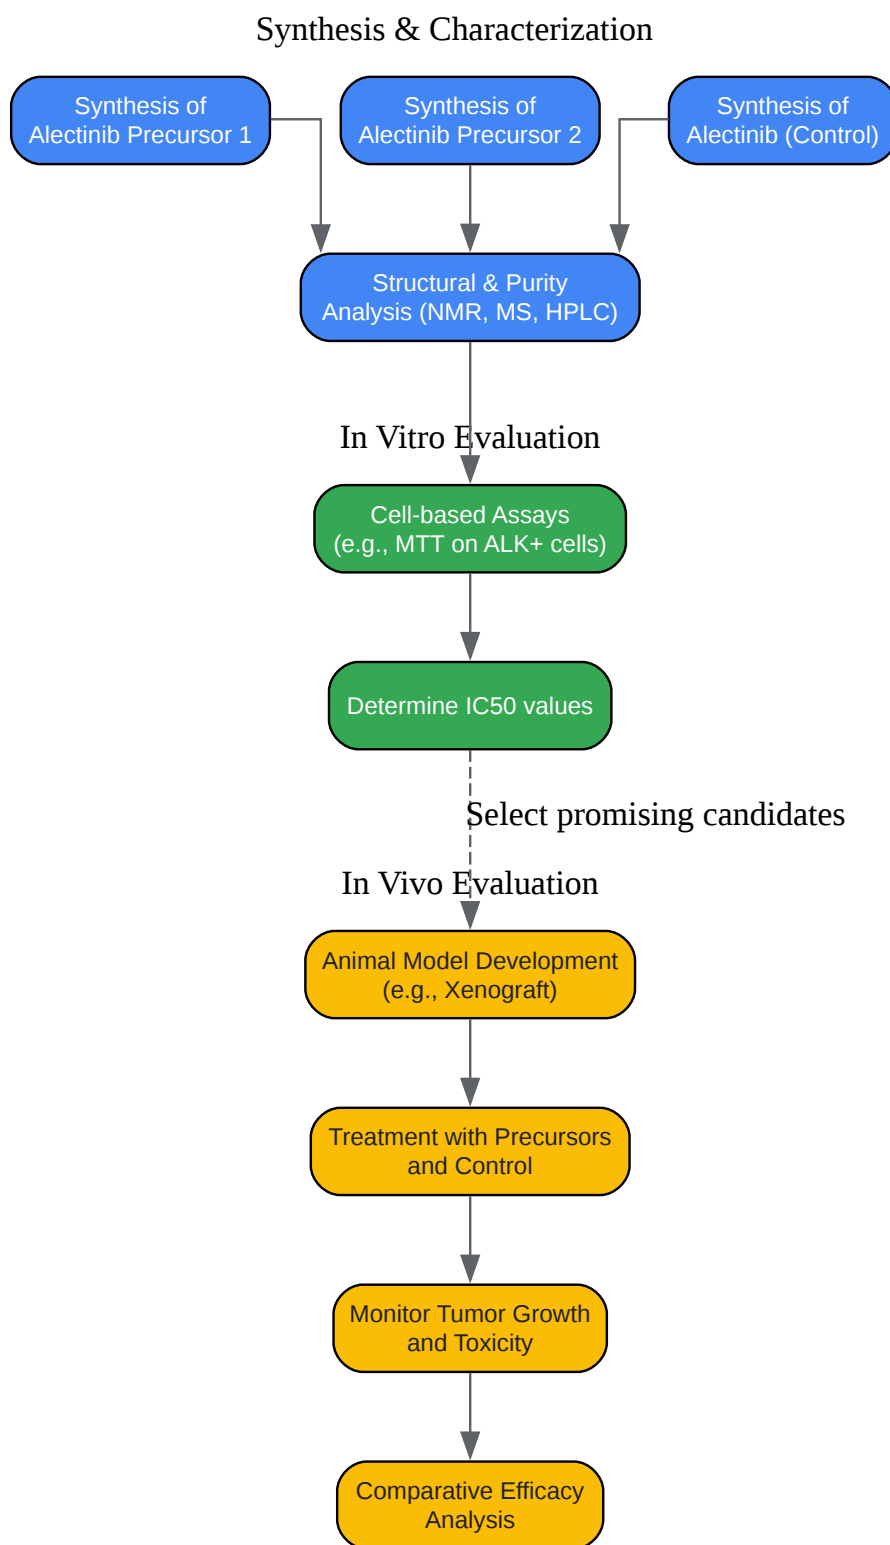 Synthesis & Characterization
Synthesis of
Alectinib Precursor 1
Synthesis of
Alectinib Precursor 2
Synthesis of
Alectinib (Control)
Structural & Purity
Analysis (NMR, MS, HPLC)
In Vitro Evaluation
Cell-based Assays
(e.g., MTT on ALK+ cells)
Determine IC50 values
Select promising candidates
In Vivo Evaluation
Animal Model Development
(e.g., Xenograft)
Treatment with Precursors
and Control
Monitor Tumor Growth
and Toxicity
Comparative Efficacy
Analysis